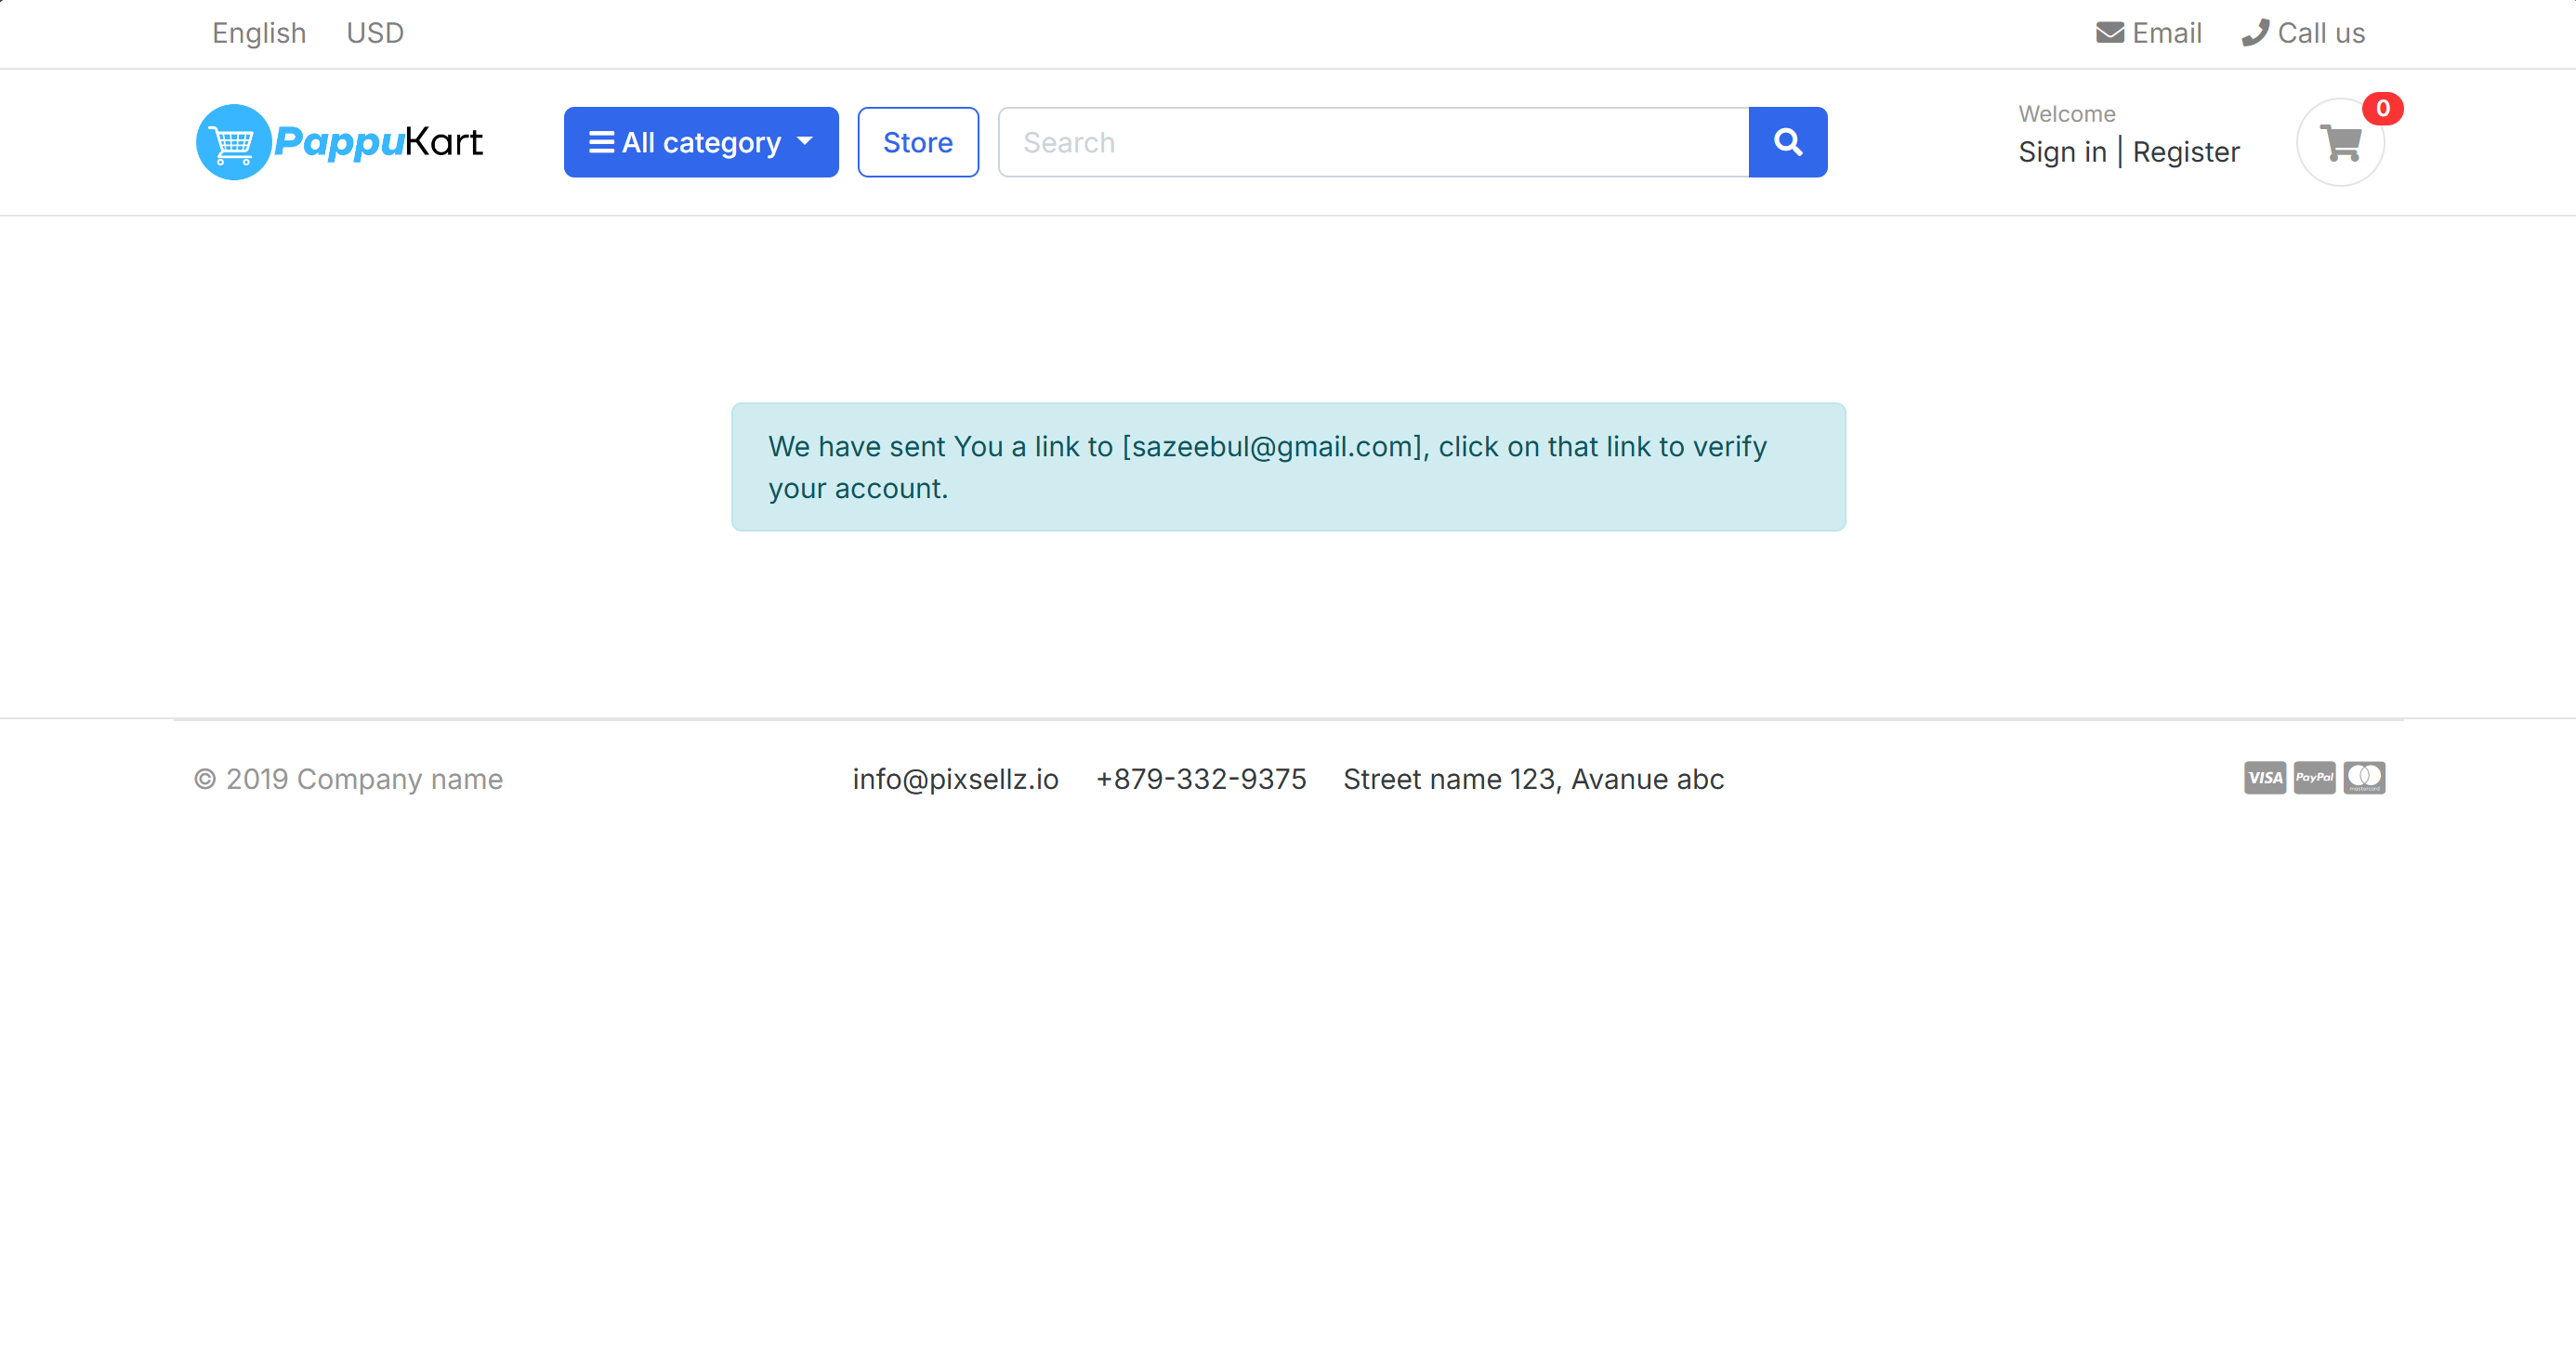 English USD Email Call us
PappuKart All category Store Search Welcome 0
Sign in | Register
We have sent You a link to [sazeebul@gmail.com], click on that link to verify
your account.
© 2019 Company name info@pixsellz.io +879-332-9375 Street name 123, Avanue abc VISA PayPal mastercard